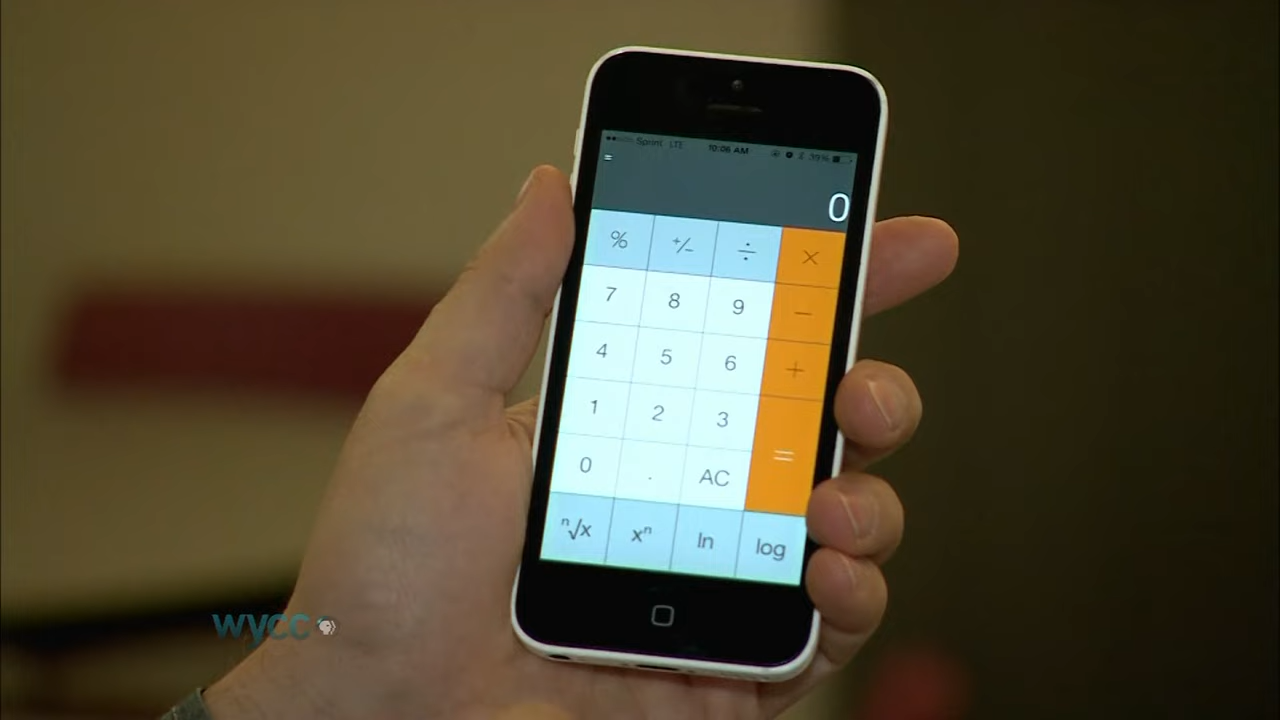 Sprint LTE 10:06 AM 39%
=
0
% +/- ÷ ×
7 8 9 −
4 5 6 +
1 2 3
0 . AC =
ⁿ√x xⁿ ln log
wycc